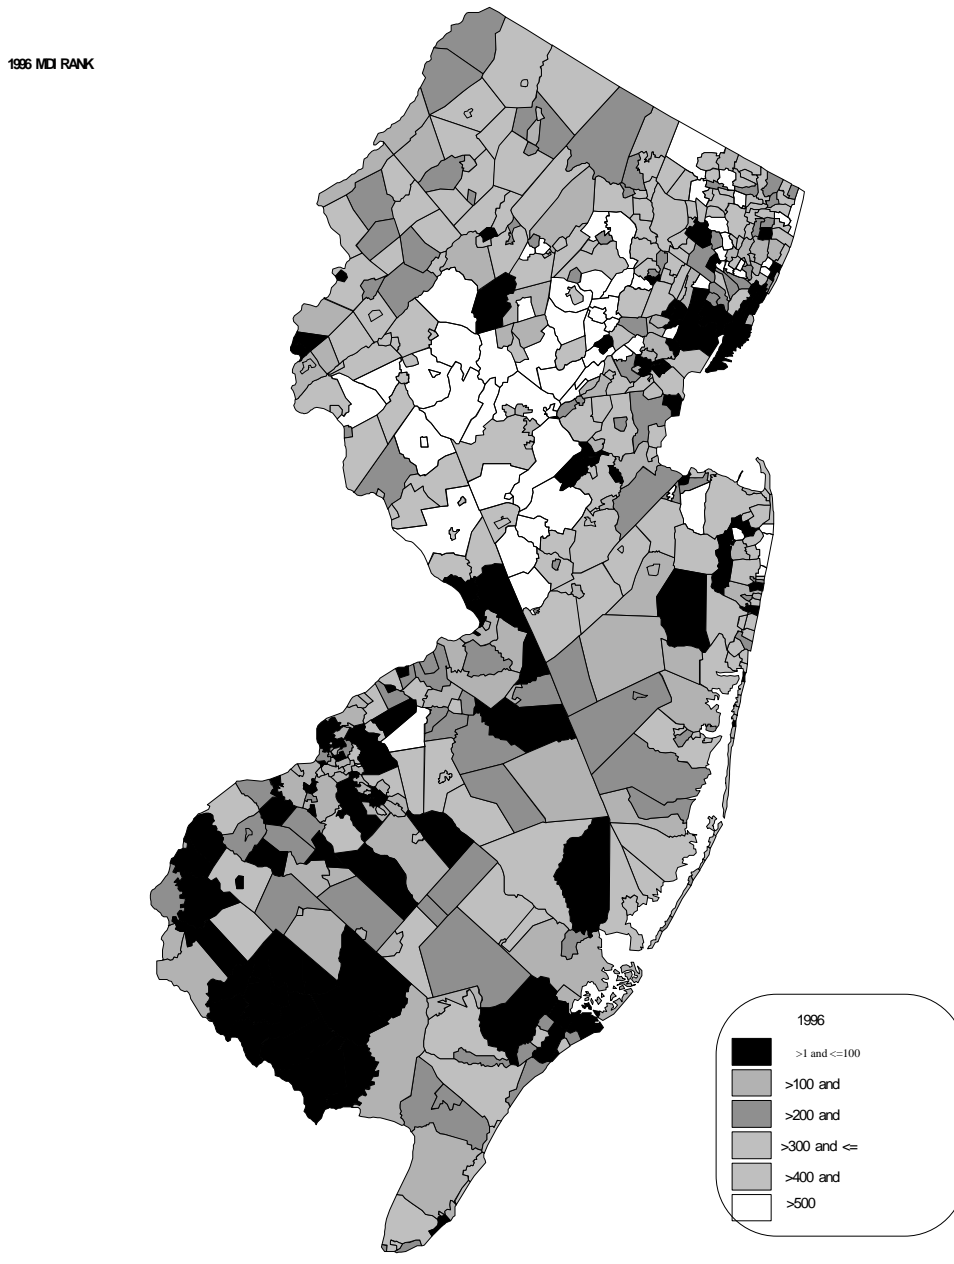 1996 MDI RANK
1996
>1 and <=100
>100 and
>200 and
>300 and <=
>400 and
>500